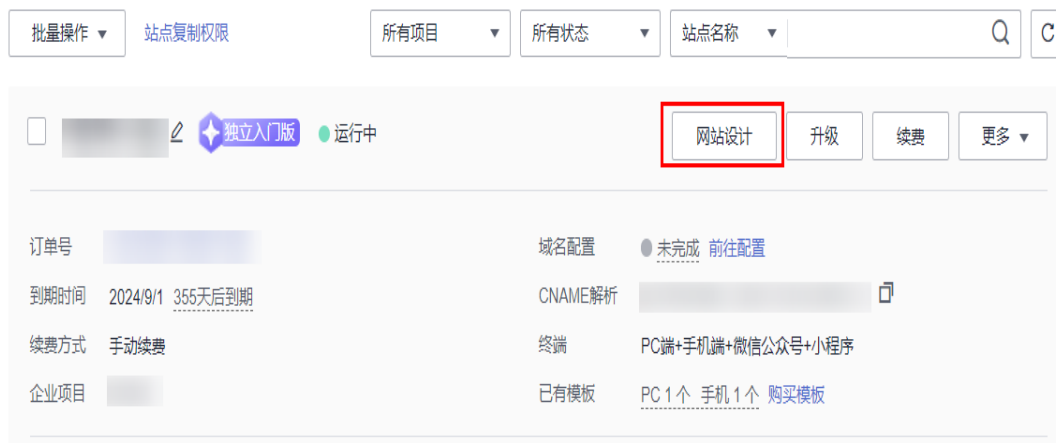 批量操作 站点复制权限 所有项目 所有状态 站点名称
独立入门版 运行中 网站设计 升级 续费 更多
订单号 域名配置 未完成 前往配置
到期时间 2024/9/1 355天后到期 CNAME解析
续费方式 手动续费 终端 PC端+手机端+微信公众号+小程序
企业项目 已有模板 PC 1 个 手机 1 个 购买模板